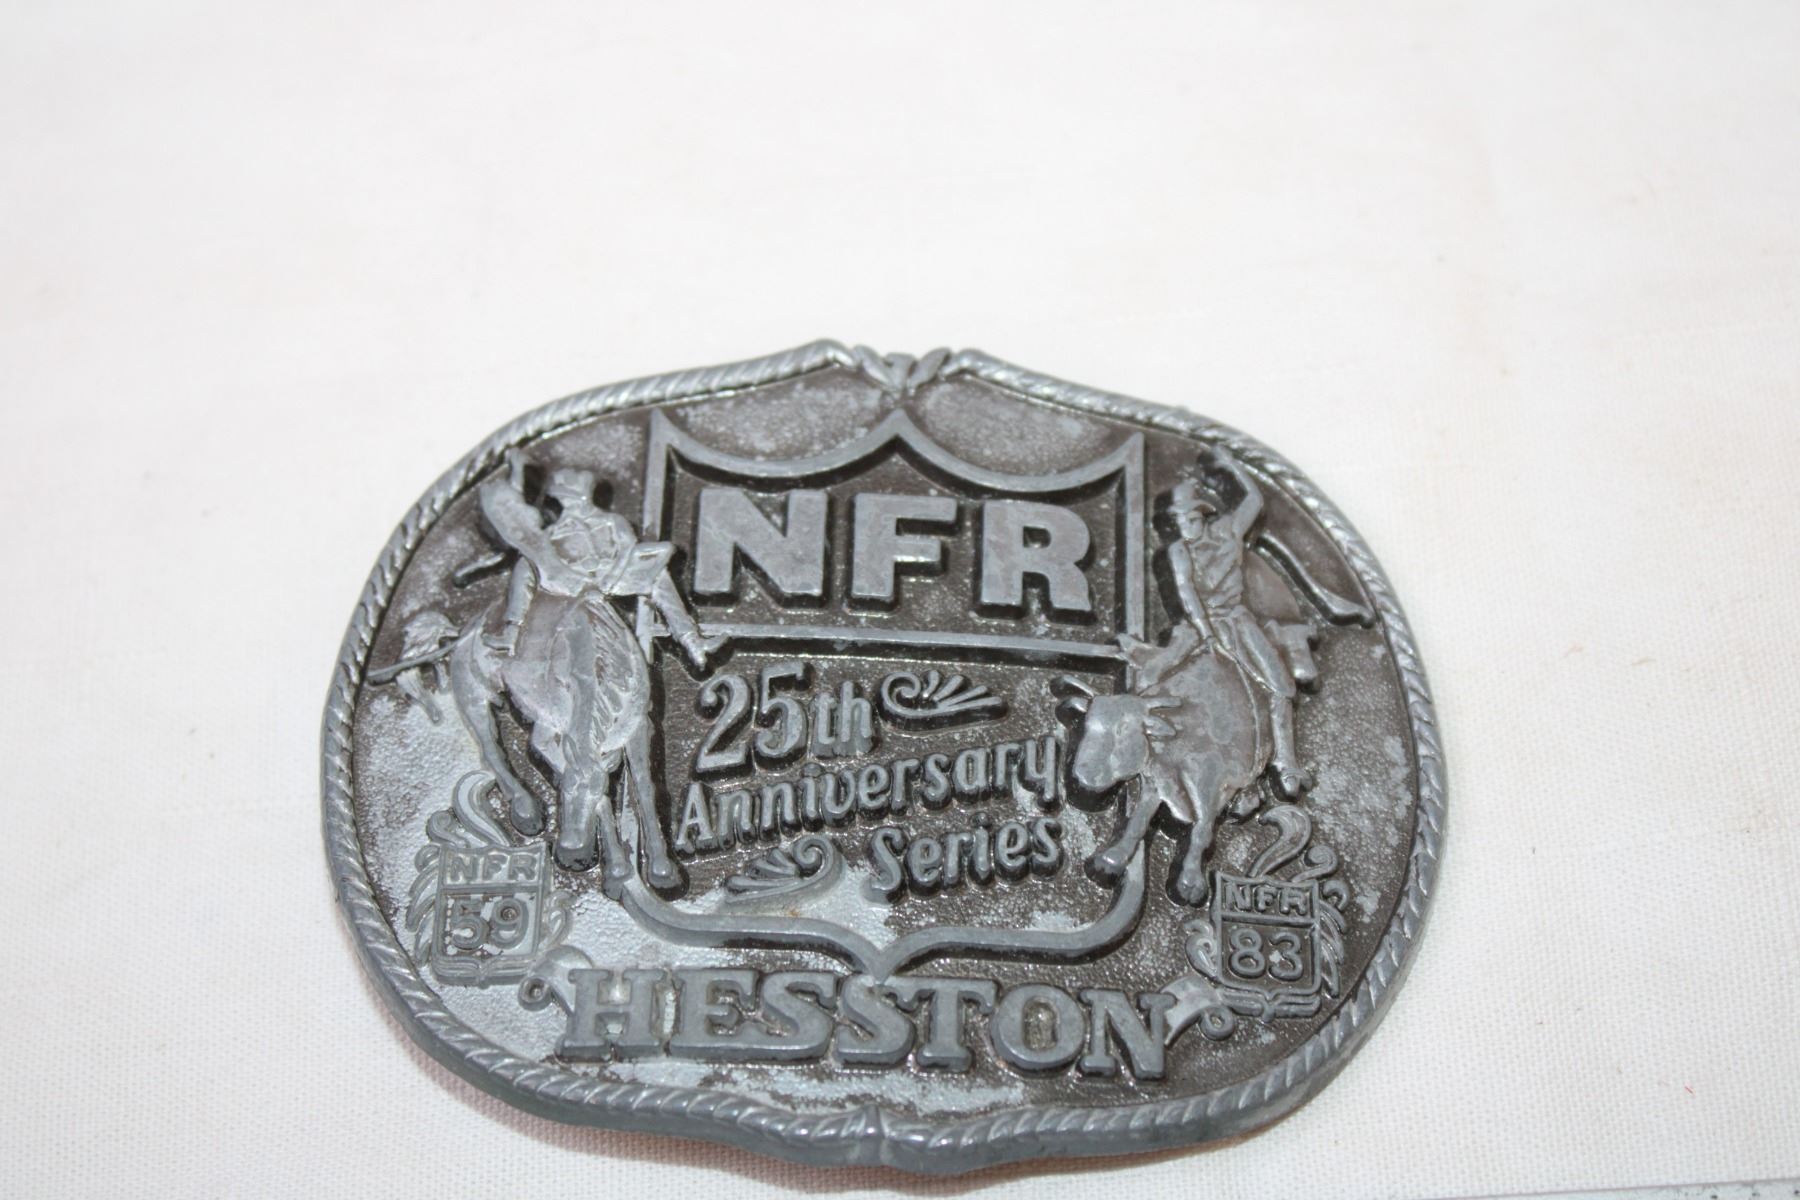 NFR
25th
Anniversary
Series
NFR
59
NFR
83
HESSTON